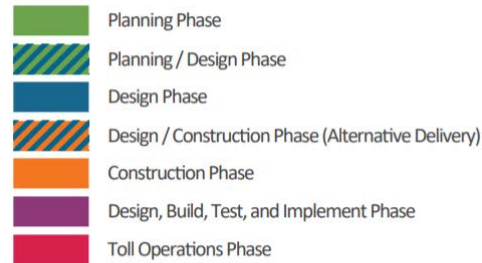 Planning Phase
Planning / Design Phase
Design Phase
Design / Construction Phase (Alternative Delivery)
Construction Phase
Design, Build, Test, and Implement Phase
Toll Operations Phase